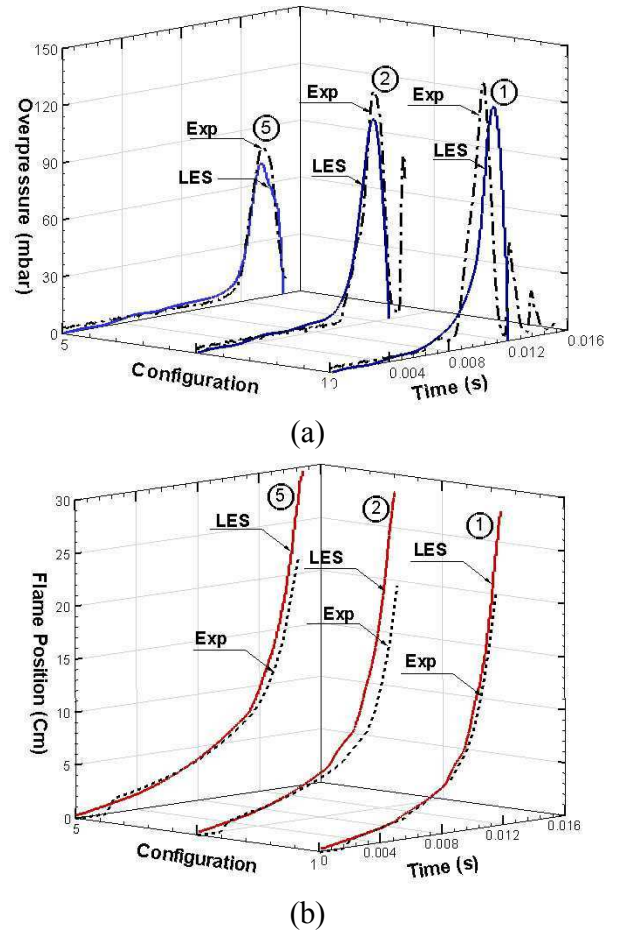 150
120
90
60
30
0
Overpressure (mbar)
5
Exp
LES
2
Exp
LES
1
Exp
LES
5
Configuration
1
0
0.004
0.008
0.012
0.016
Time (s)
(a)
30
25
20
15
10
5
0
Flame Position (Cm)
5
LES
Exp
2
LES
Exp
1
LES
Exp
5
Configuration
1
0
0.004
0.008
0.012
0.016
Time (s)
(b)